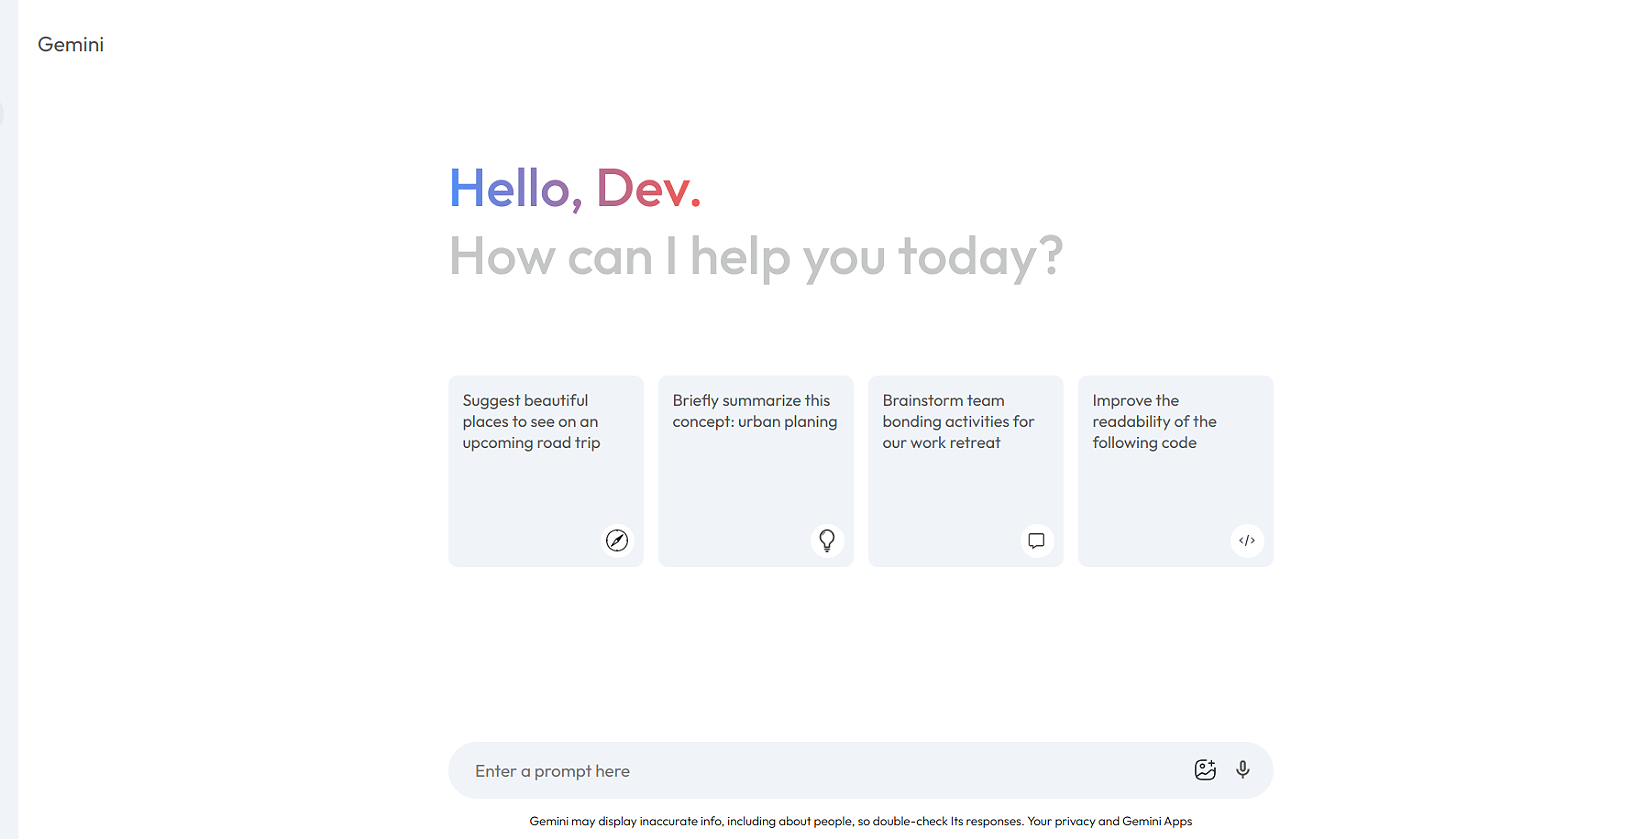 Gemini
Hello, Dev.
How can I help you today?
Suggest beautiful
places to see on an
upcoming road trip
Briefly summarize this
concept: urban planing
Brainstorm team
bonding activities for
our work retreat
Improve the
readability of the
following code
</>
Enter a prompt here
Gemini may display inaccurate info, including about people, so double-check Its responses. Your privacy and Gemini Apps